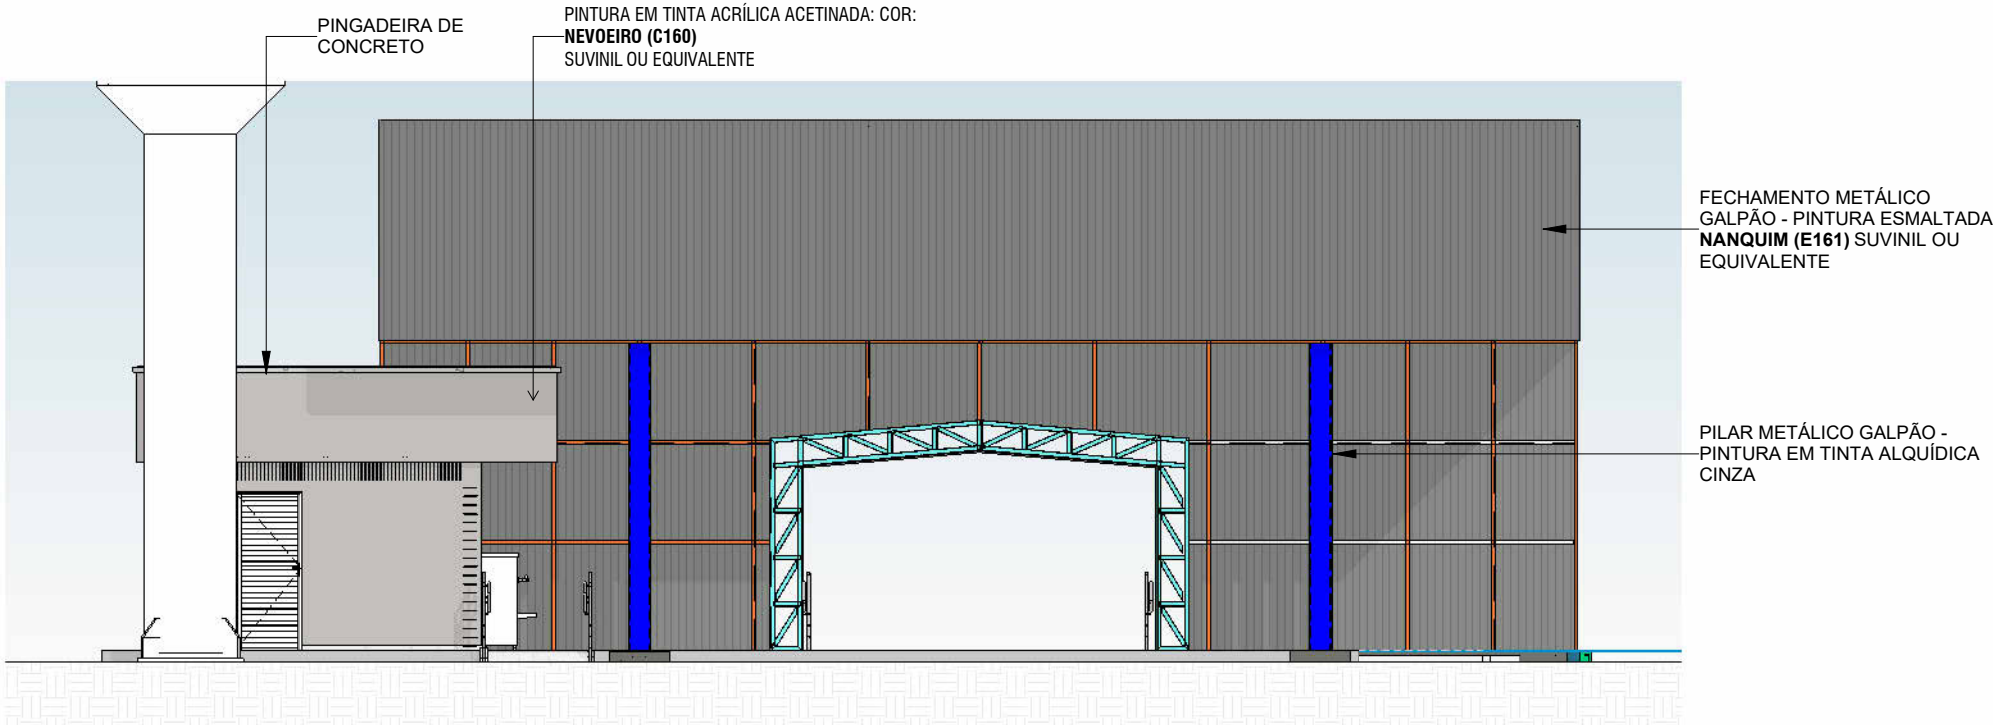 PINGADEIRA DE
CONCRETO
PINTURA EM TINTA ACRÍLICA ACETINADA: COR:
NEVOEIRO (C160)
SUVINIL OU EQUIVALENTE
FECHAMENTO METÁLICO
GALPÃO - PINTURA ESMALTADA
NANQUIM (E161) SUVINIL OU
EQUIVALENTE
PILAR METÁLICO GALPÃO -
PINTURA EM TINTA ALQUÍDICA
CINZA